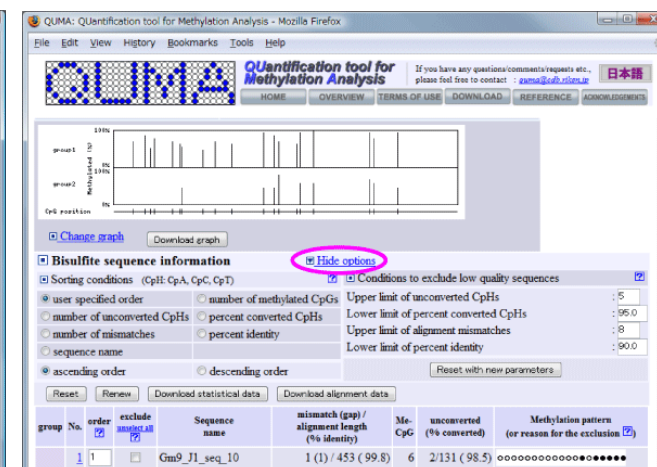 QUMA: QUantification tool for Methylation Analysis - Mozilla Firefox
File Edit View History Bookmarks Tools Help
QUMA
QUantification tool for
Methylation Analysis
If you have any questions/comments/requests etc.,
please feel free to contact : quma@cdb.riken.jp
日本語
HOME OVERVIEW TERMS OF USE DOWNLOAD REFERENCE ACKNOWLEDGEMENTS
100%
group1
0%
100%
group2
0%
Methylated (%)
CpG position
Change graph Download graph
Bisulfite sequence information Hide options
Sorting conditions (CpH: CpA, CpC, CpT) ?
Conditions to exclude low quality sequences ?
user specified order number of methylated CpGs
number of unconverted CpHs percent converted CpHs
number of mismatches percent identity
sequence name
ascending order descending order
Upper limit of unconverted CpHs : 5
Lower limit of percent converted CpHs : 95.0
Upper limit of alignment mismatches : 8
Lower limit of percent identity : 90.0
Reset with new parameters
Reset Renew Download statistical data Download alignment data
group No. order ? exclude unselect all ? Sequence name mismatch (gap) / alignment length (% identity) Me-CpG unconverted (% converted) Methylation pattern (or reason for the exclusion ?)
1 1 Gm9_J1_seq_10 1 (1) / 453 ( 99.8) 6 2/131 ( 98.5)